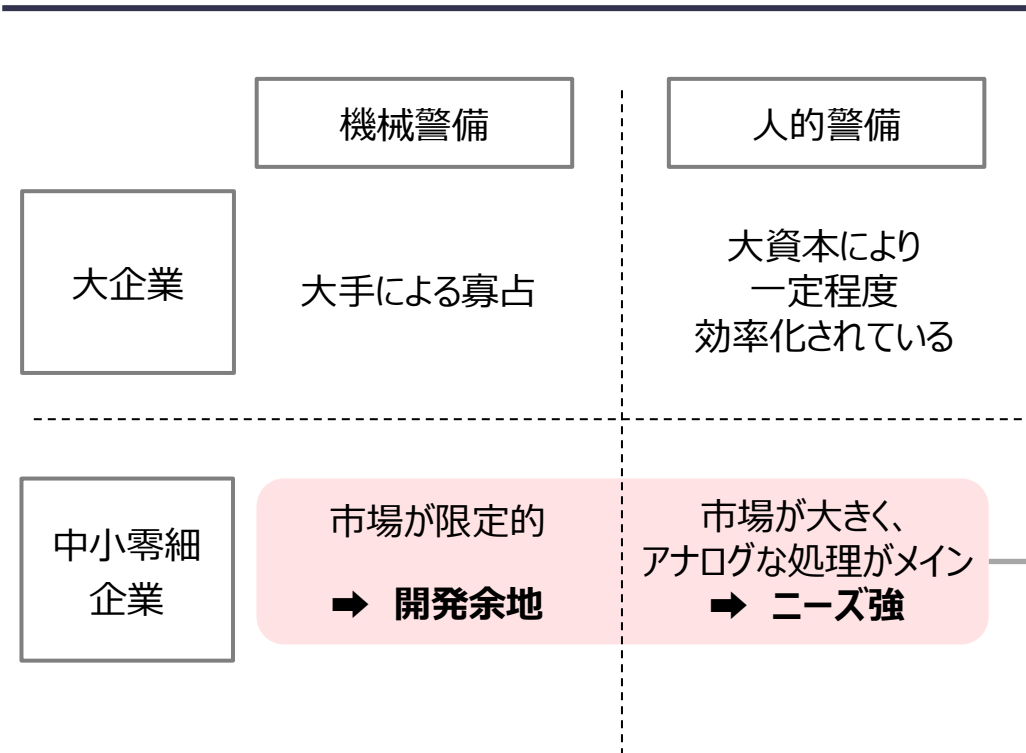 機械警備
人的警備
大企業
大手による寡占
大資本により
一定程度
効率化されている
中小零細
企業
市場が限定的
➡ 開発余地
市場が大きく、
アナログな処理がメイン
➡ ニーズ強